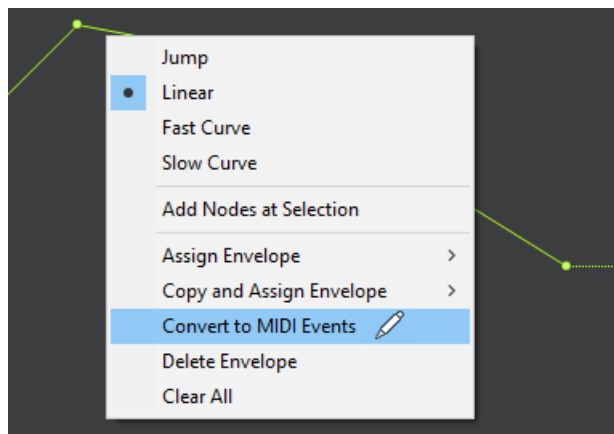 Jump
Linear
Fast Curve
Slow Curve
Add Nodes at Selection
Assign Envelope
Copy and Assign Envelope
Convert to MIDI Events
Delete Envelope
Clear All